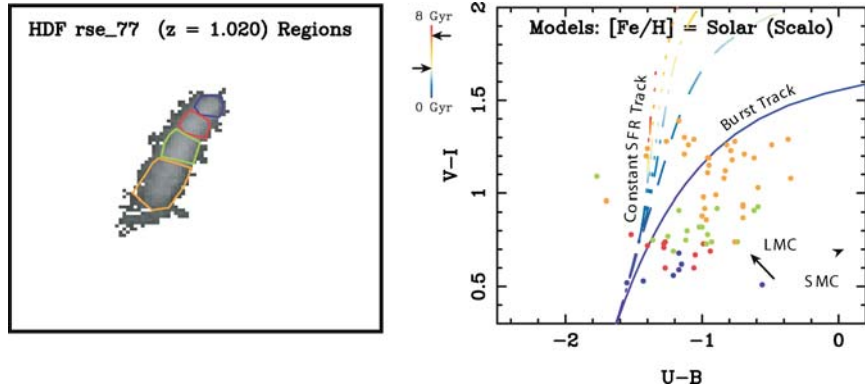 HDF rse_77 (z = 1.020) Regions
8 Gyr
0 Gyr
Models: [Fe/H] = Solar (Scalo)
Constant SFR Track
Burst Track
LMC
SMC
V-I
2
1.5
1
0.5
−2
−1
0
U-B